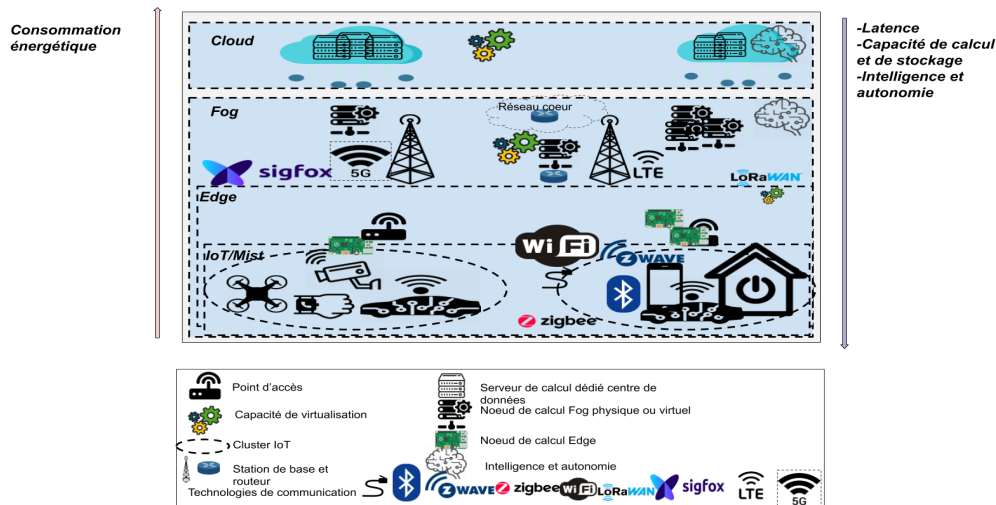 Consommation
énergétique
-Latence
-Capacité de calcul
et de stockage
-Intelligence et
autonomie
Cloud
Fog
Réseau coeur
sigfox
5G
LTE
LoRaWAN
Edge
IoT/Mist
WiFi
Z WAVE
zigbee
Point d'accès
Capacité de virtualisation
Cluster IoT
Station de base et
routeur
Technologies de communication
Serveur de calcul dédié centre de
données
Noeud de calcul Fog physique ou virtuel
Noeud de calcul Edge
Intelligence et autonomie
Z WAVE
zigbee
WiFi
LoRaWAN
sigfox
LTE
5G